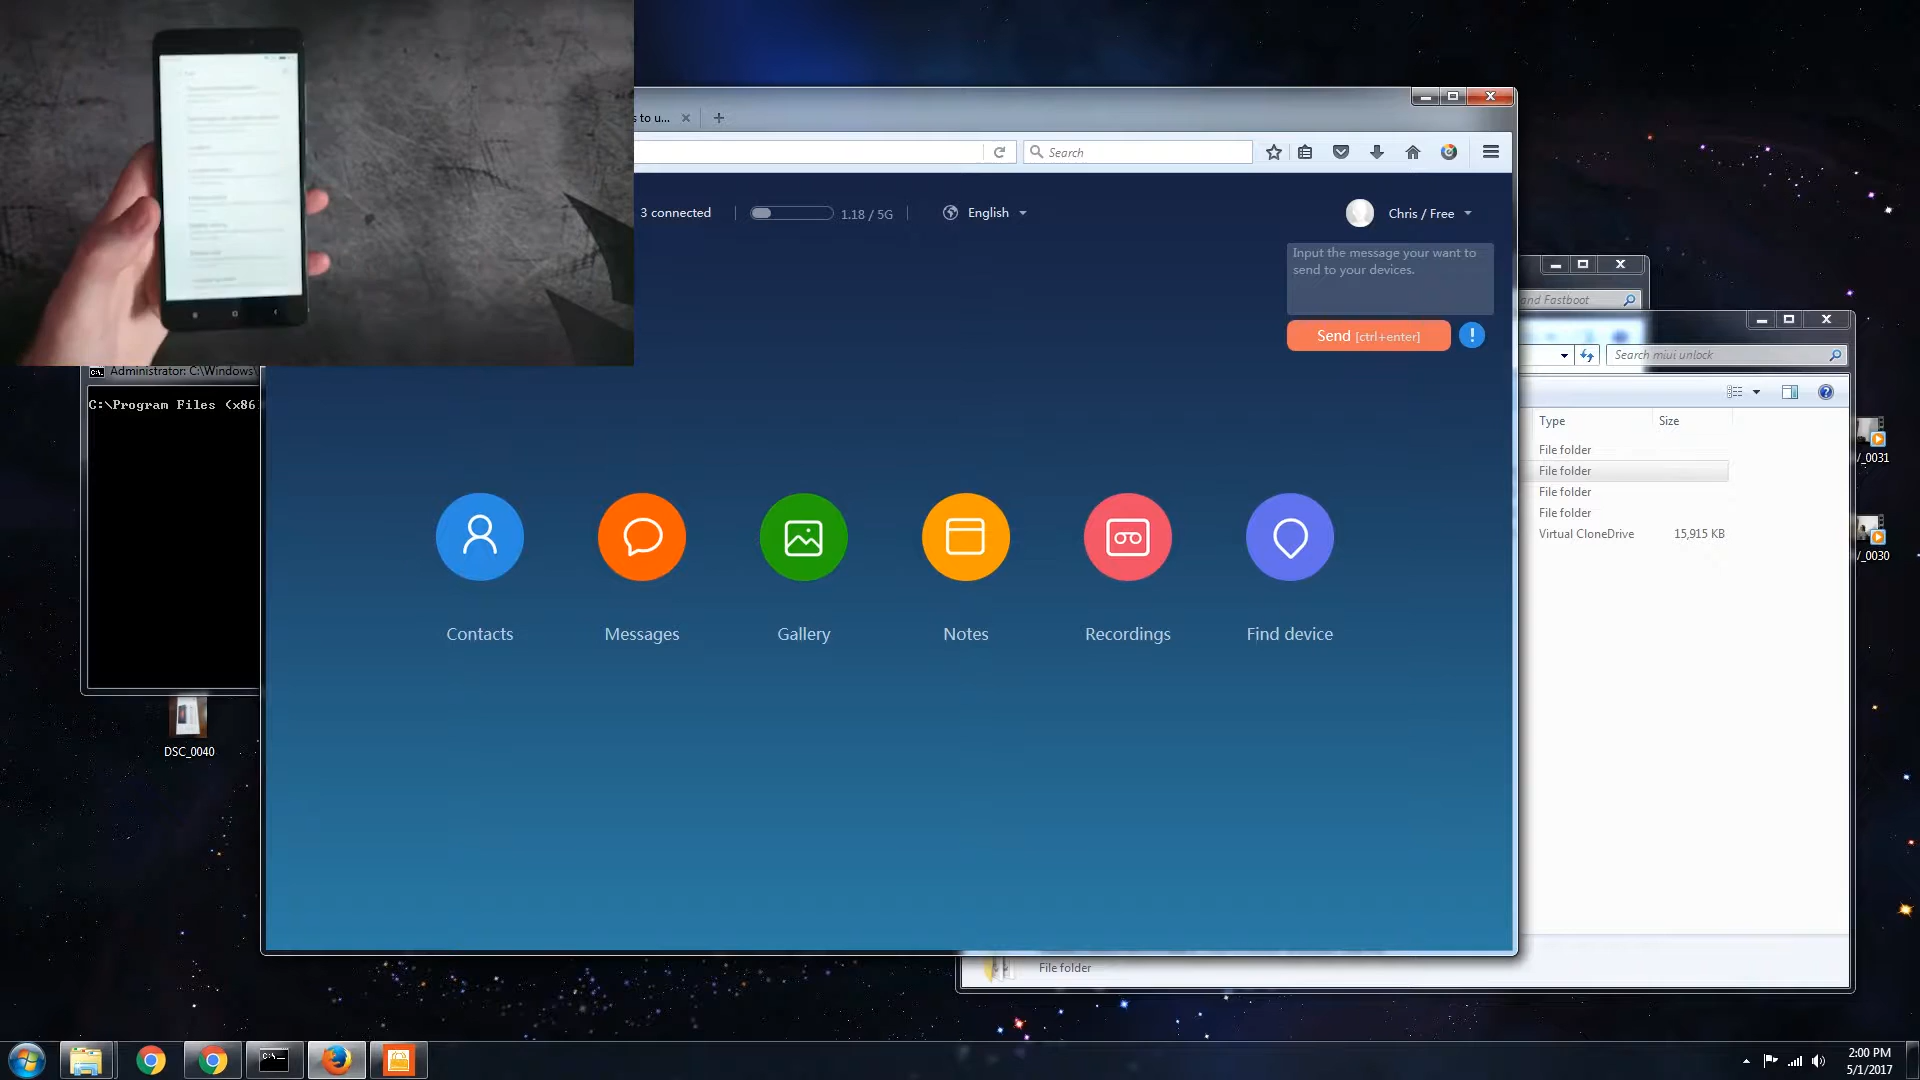 s to u...
Search
3 connected
1.18 / 5G
English
Chris / Free
Input the message your want to
send to your devices.
Send [ctrl+enter]
!
and Fastboot
Search miui unlock
Administrator: C:\Windows\
C:\Program Files (x86
Type
Size
File folder
File folder
File folder
File folder
Virtual CloneDrive
15,915 KB
/_0031
/_0030
Contacts
Messages
Gallery
Notes
Recordings
Find device
DSC_0040
File folder
2:00 PM
5/1/2017